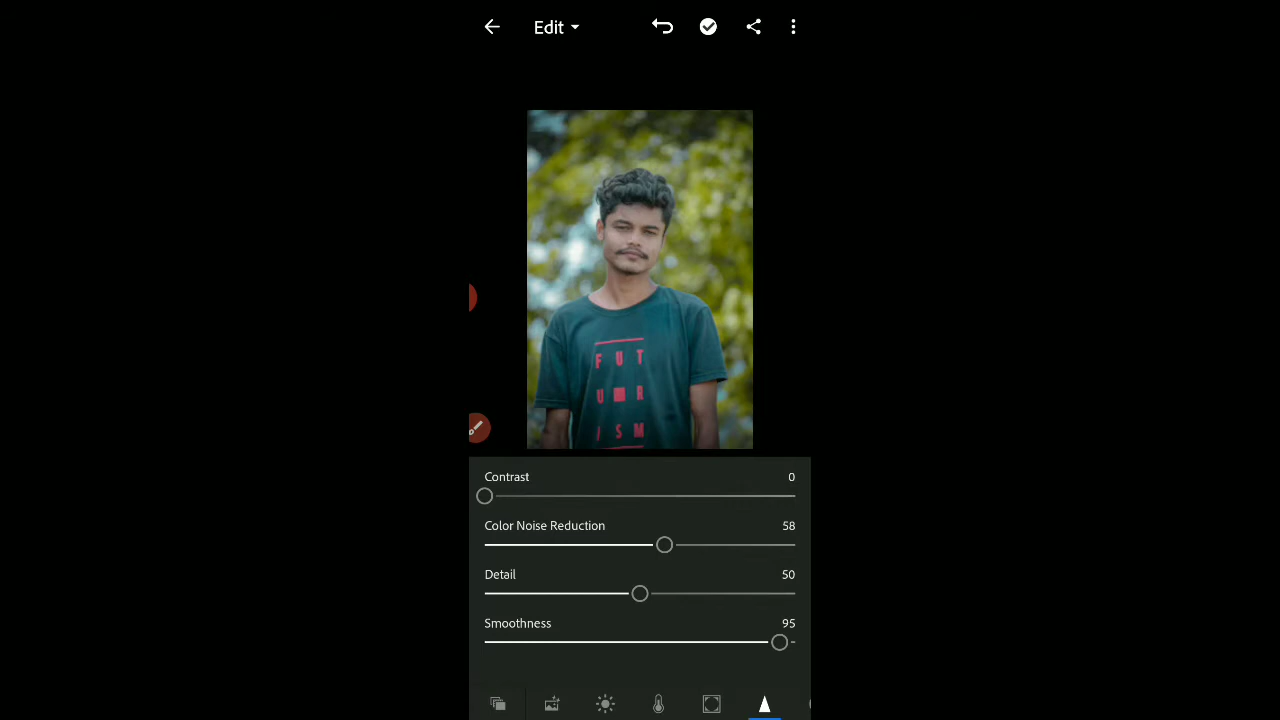 Edit
F U T
U R
I S M
Contrast 0
Color Noise Reduction 58
Detail 50
Smoothness 95